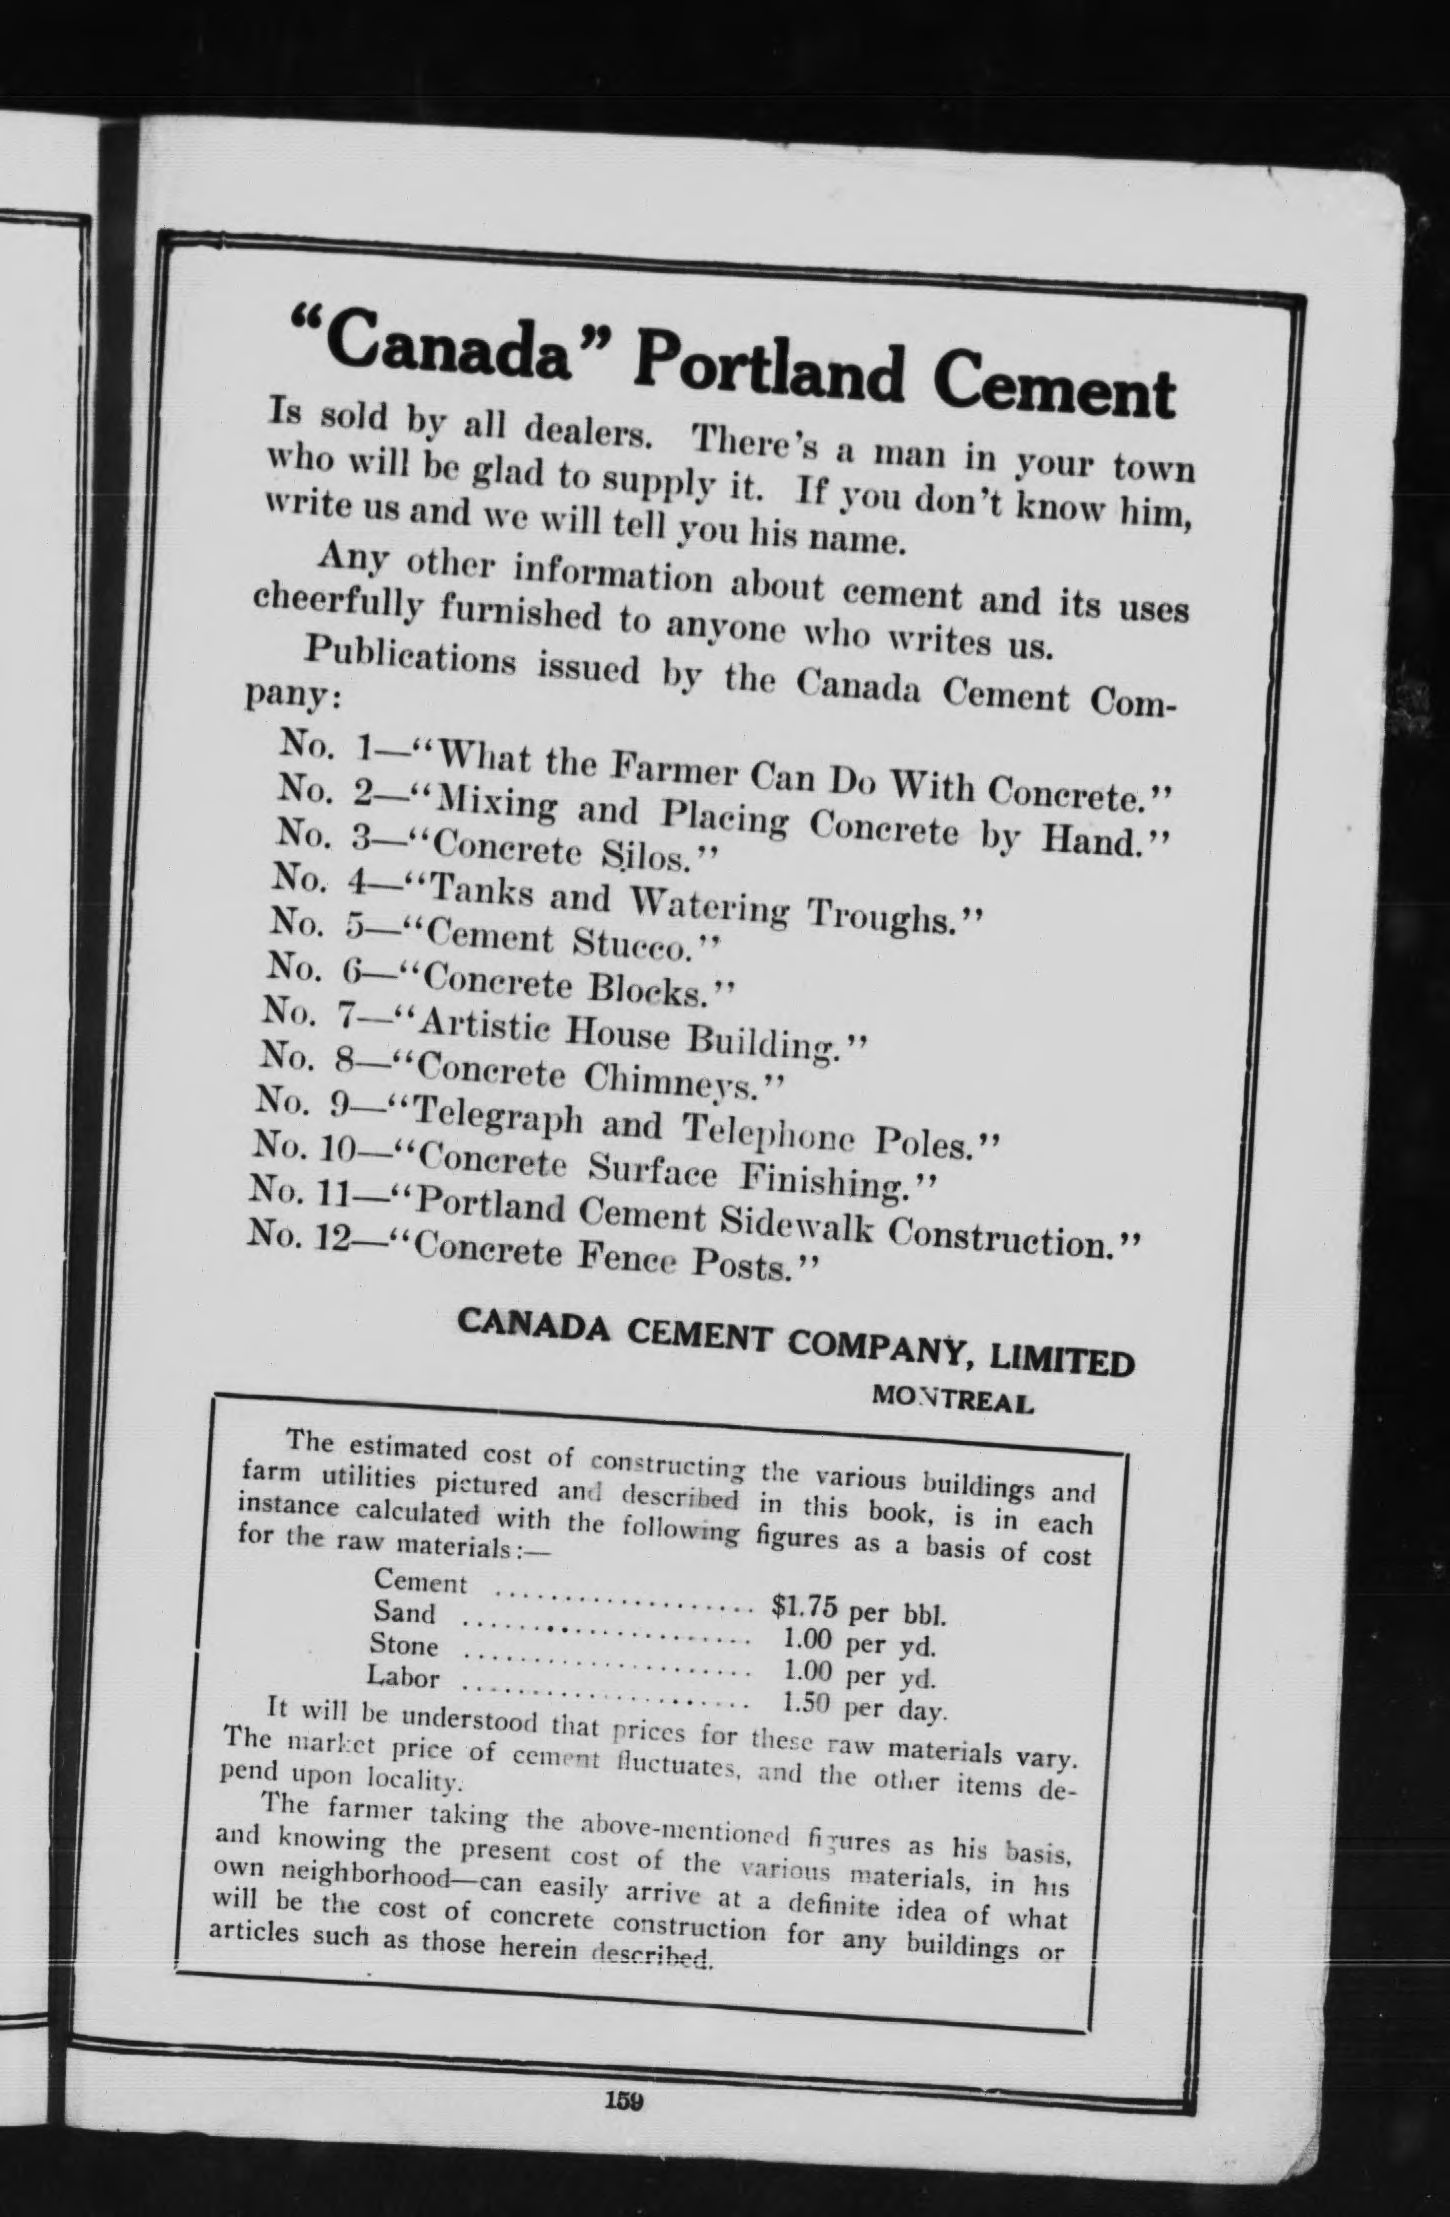 "Canada" Portland Cement
Is sold by all dealers. There's a man in your town
who will be glad to supply it. If you don't know him,
write us and we will tell you his name.
Any other information about cement and its uses
cheerfully furnished to anyone who writes us.
Publications issued by the Canada Cement Com-
pany:
No. 1—"What the Farmer Can Do With Concrete."
No. 2—"Mixing and Placing Concrete by Hand."
No. 3—"Concrete Silos."
No. 4—"Tanks and Watering Troughs."
No. 5—"Cement Stucco."
No. 6—"Concrete Blocks."
No. 7—"Artistic House Building."
No. 8—"Concrete Chimneys."
No. 9—"Telegraph and Telephone Poles."
No. 10—"Concrete Surface Finishing."
No. 11—"Portland Cement Sidewalk Construction."
No. 12—"Concrete Fence Posts."
CANADA CEMENT COMPANY, LIMITED
MONTREAL
The estimated cost of constructing the various buildings and
farm utilities pictured and described in this book, is in each
instance calculated with the following figures as a basis of cost
for the raw materials:—
Cement ..................... $1.75 per bbl.
Sand ........................ 1.00 per yd.
Stone ........................ 1.00 per yd.
Labor ........................ 1.50 per day.
It will be understood that prices for these raw materials vary.
The market price of cement fluctuates, and the other items de-
pend upon locality.
The farmer taking the above-mentioned figures as his basis,
and knowing the present cost of the various materials, in his
own neighborhood—can easily arrive at a definite idea of what
will be the cost of concrete construction for any buildings or
articles such as those herein described.
159